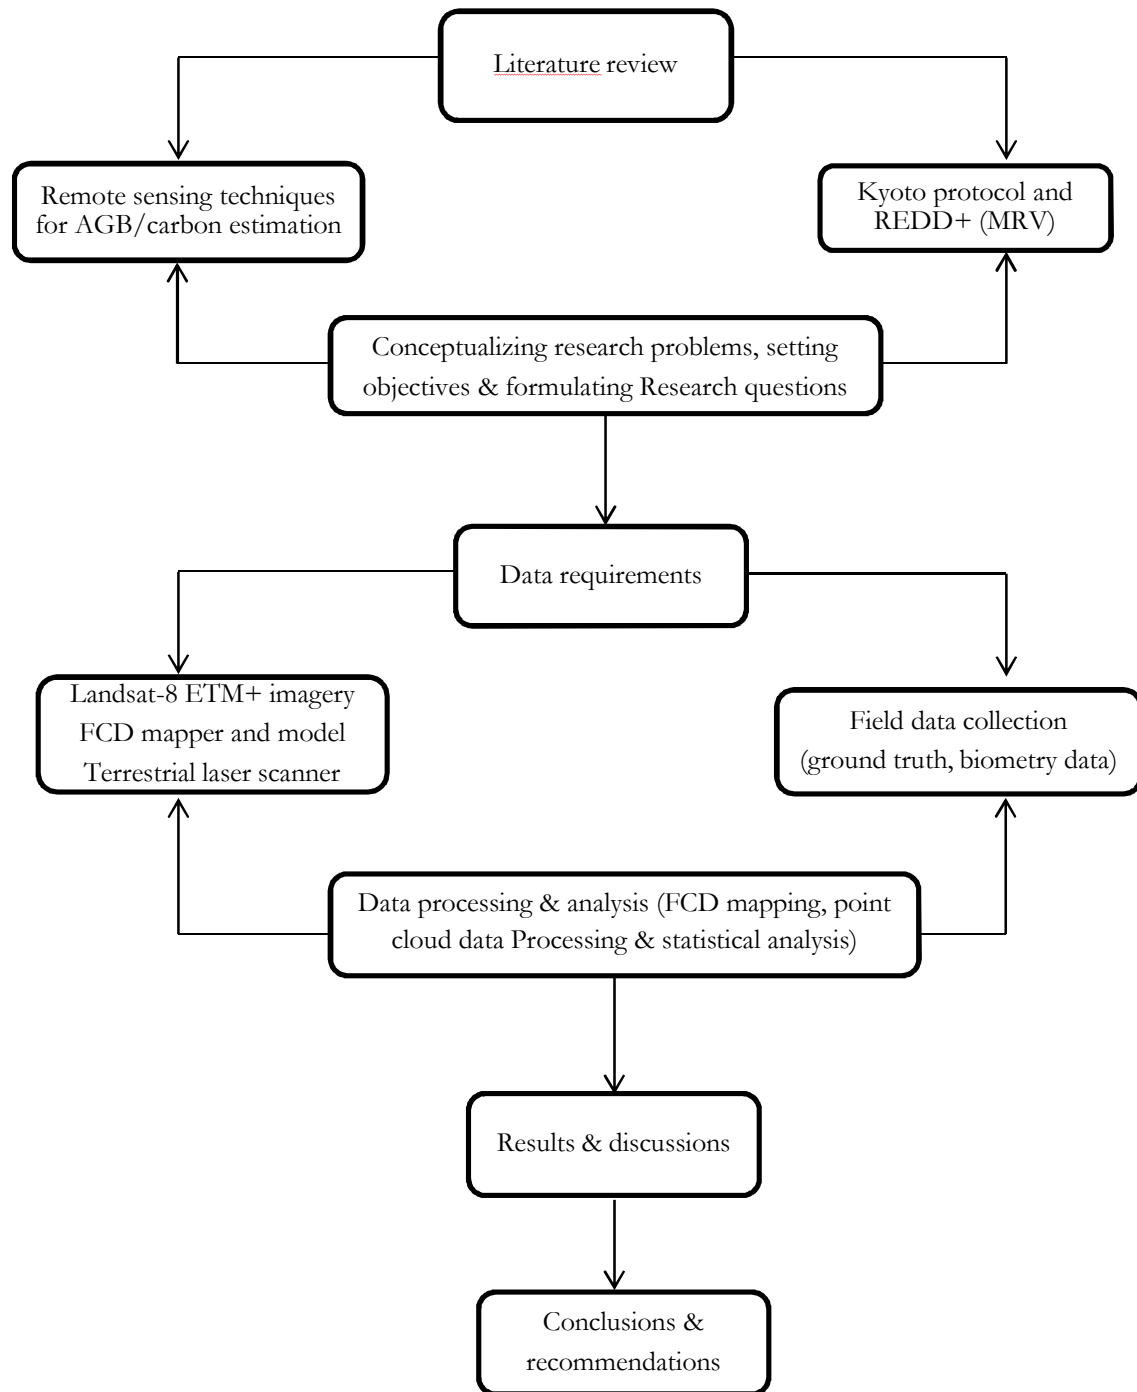 Literature review
Remote sensing techniques
for AGB/carbon estimation
Kyoto protocol and
REDD+ (MRV)
Conceptualizing research problems, setting
objectives & formulating Research questions
Data requirements
Landsat-8 ETM+ imagery
FCD mapper and model
Terrestrial laser scanner
Field data collection
(ground truth, biometry data)
Data processing & analysis (FCD mapping, point
cloud data Processing & statistical analysis)
Results & discussions
Conclusions &
recommendations